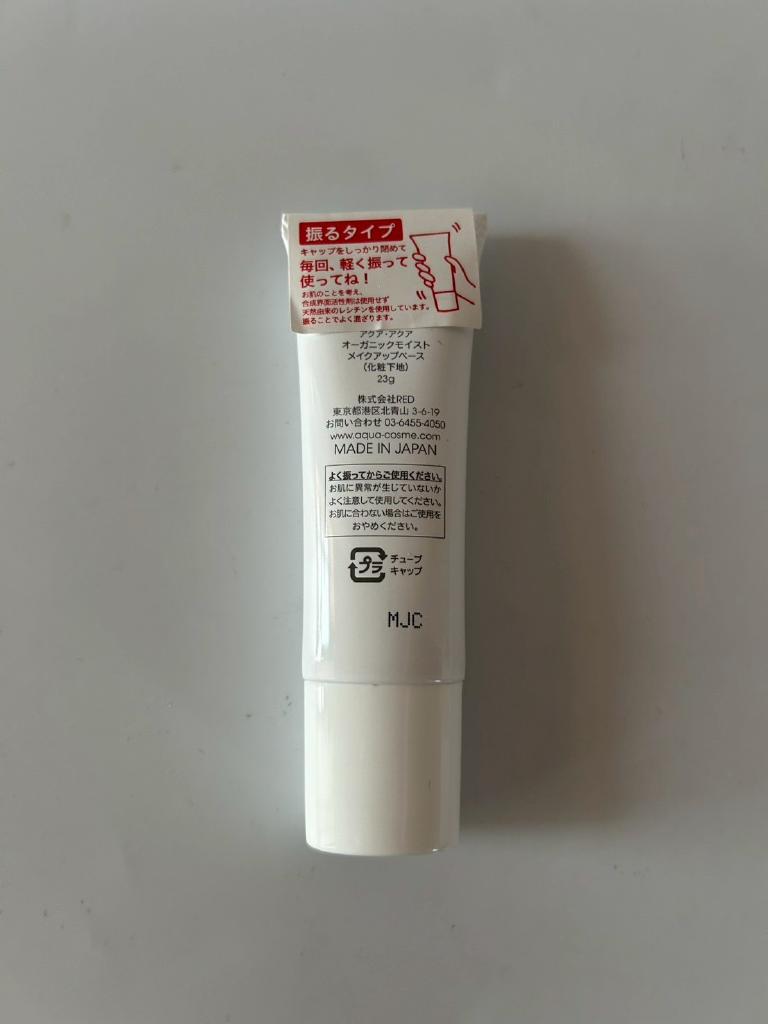 振るタイプ
キャップをしっかり閉めて
毎回、軽く振って
使ってね！
お肌のことを考え、
合成界面活性剤は使用せず
天然由来のレシチンを使用しています。
振ることでよく混ざります。
アクア・アクア
オーガニックモイスト
メイクアップベース
（化粧下地）
23g
株式会社RED
東京都港区北青山 3-6-19
お問い合わせ 03-6455-4050
www.aqua-cosme.com
MADE IN JAPAN
よく振ってからご使用ください。
お肌に異常が生じていないか
よく注意して使用してください。
お肌に合わない場合はご使用を
おやめください。
プラ
チューブ
キャップ
MJC